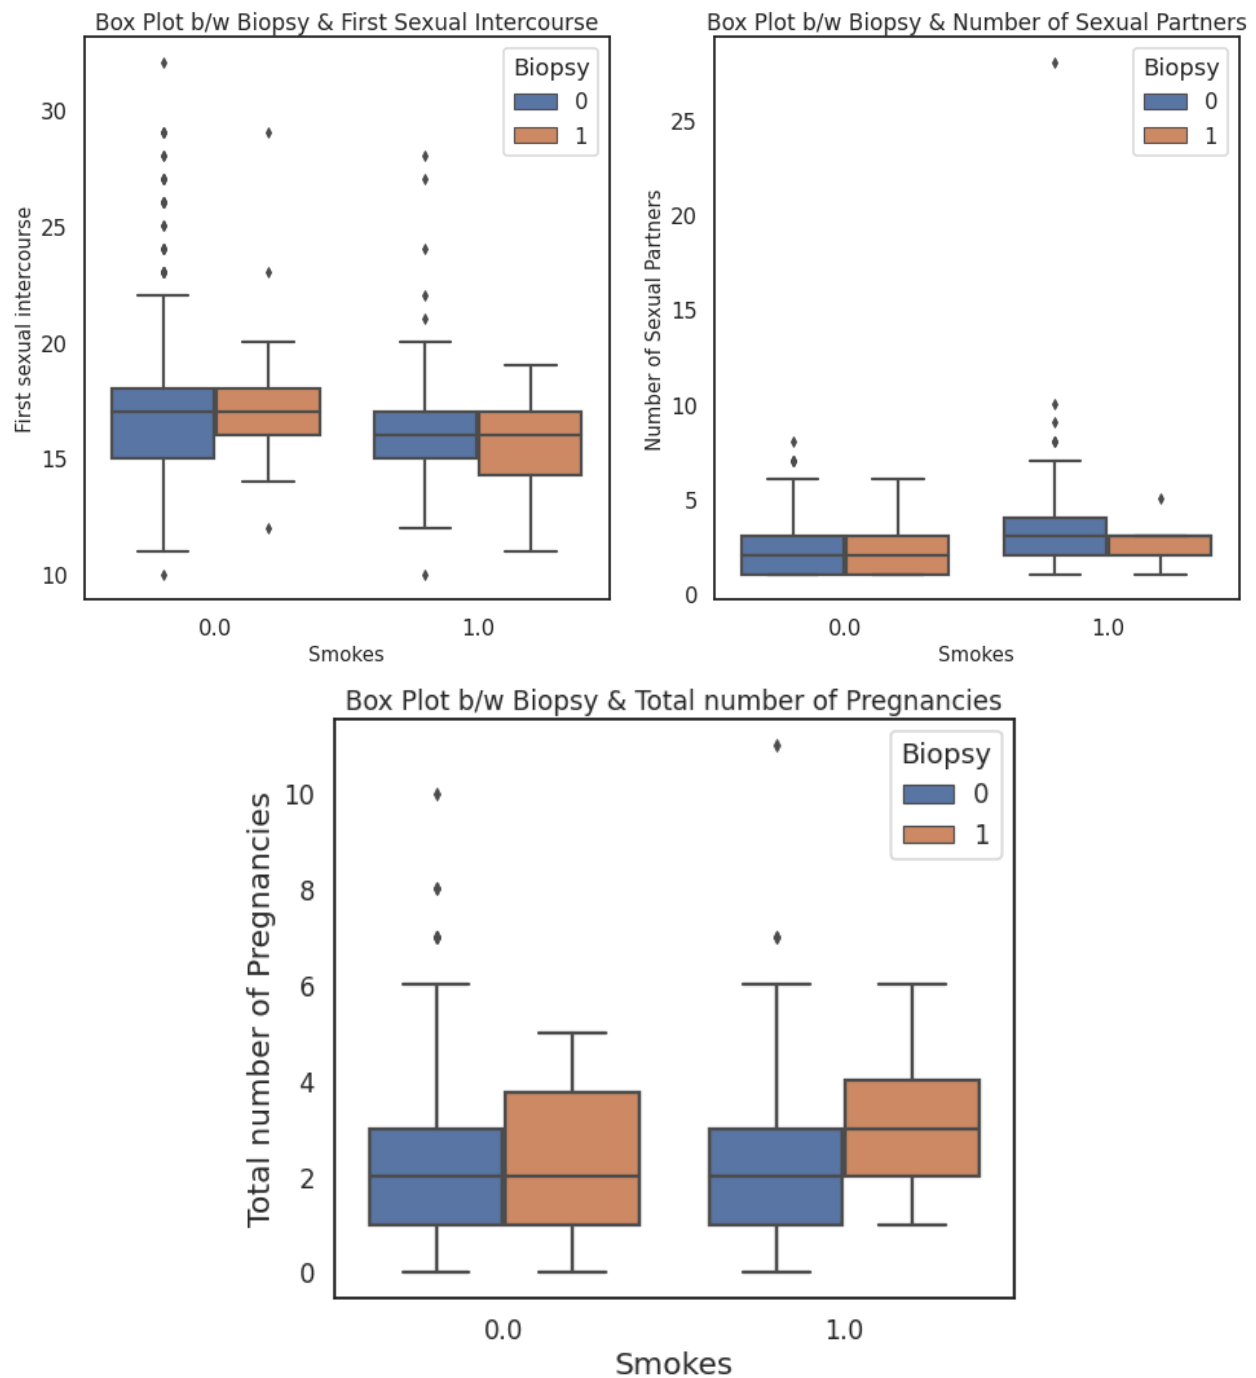 Box Plot b/w Biopsy & First Sexual Intercourse
Biopsy
0
1
First sexual intercourse
30
25
20
15
10
0.0 1.0
Smokes
Box Plot b/w Biopsy & Number of Sexual Partners
Biopsy
0
1
Number of Sexual Partners
25
20
15
10
5
0
0.0 1.0
Smokes
Box Plot b/w Biopsy & Total number of Pregnancies
Biopsy
0
1
Total number of Pregnancies
10
8
6
4
2
0
0.0 1.0
Smokes